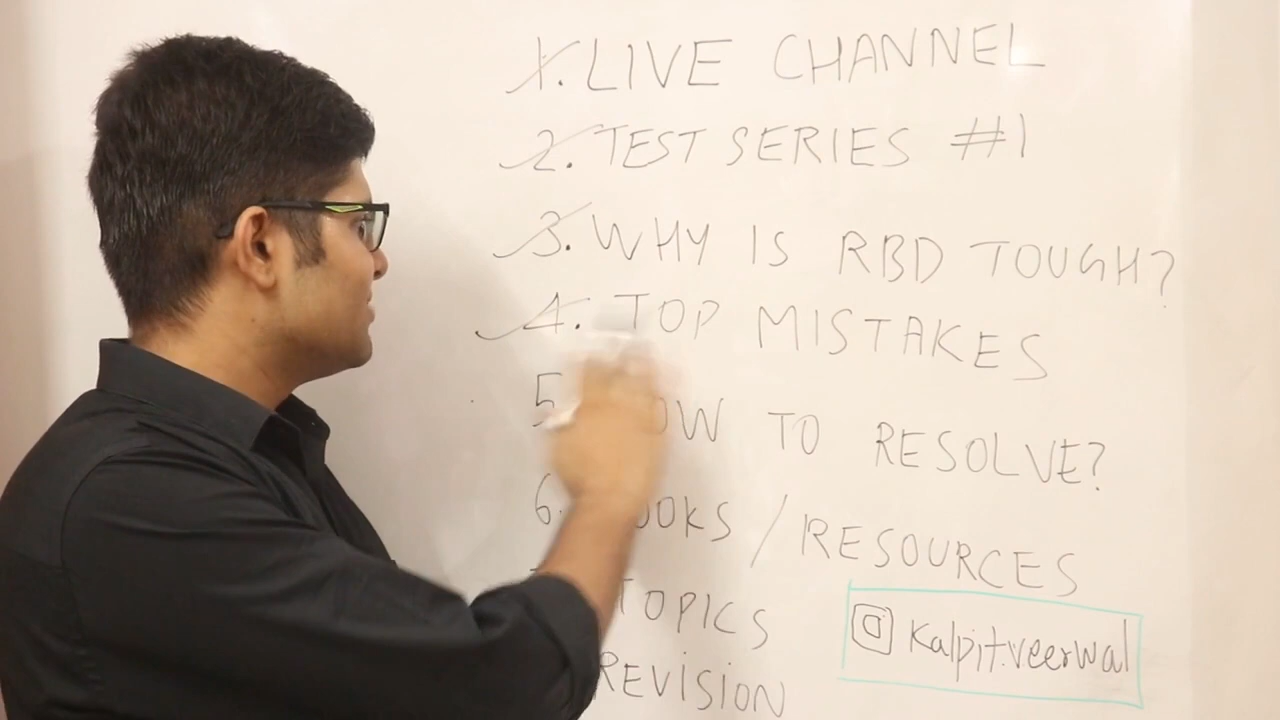 1. LIVE CHANNEL
2. TEST SERIES #1
3. WHY IS RBD TOUGH?
4. TOP MISTAKES
5 OW TO RESOLVE?
6. OOKS / RESOURCES
TOPICS
kalpit.veerwal
REVISION